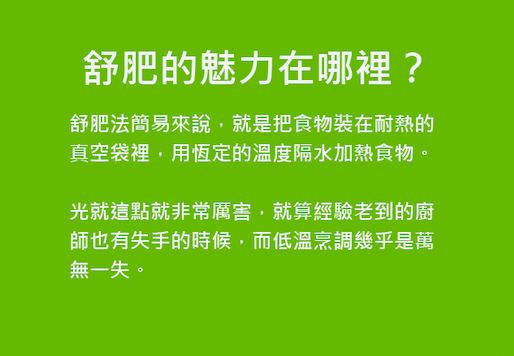 舒肥的魅力在哪裡？
舒肥法簡易來說，就是把食物裝在耐熱的
真空袋裡，用恆定的溫度隔水加熱食物。
光就這點就非常厲害，就算經驗老到的廚
師也有失手的時候，而低溫烹調幾乎是萬
無一失。